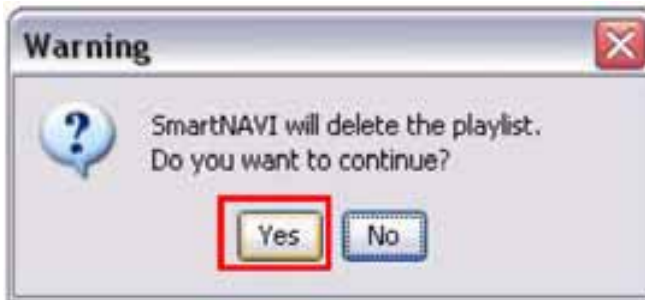 Warning
SmartNAVI will delete the playlist.
Do you want to continue?
Yes No